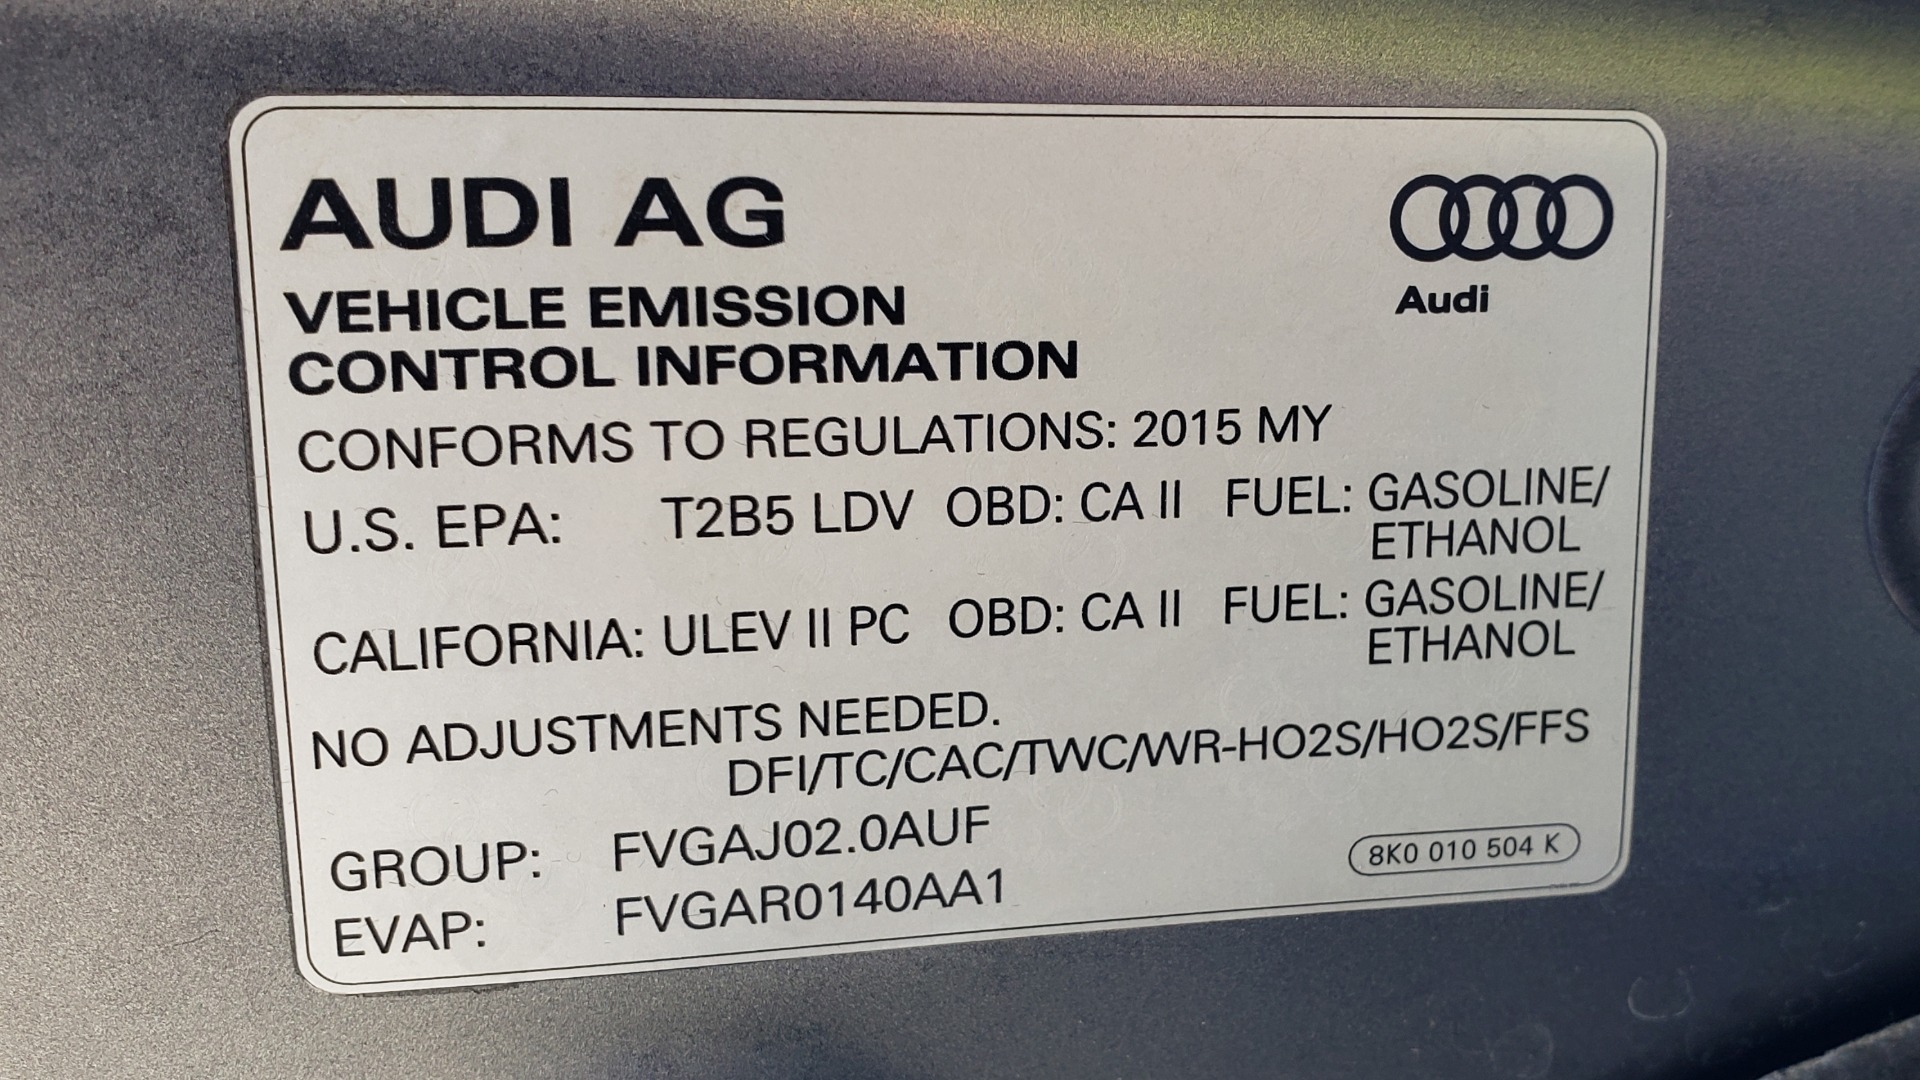 AUDI AG
Audi
VEHICLE EMISSION
CONTROL INFORMATION
CONFORMS TO REGULATIONS: 2015 MY
U.S. EPA: T2B5 LDV OBD: CA II FUEL: GASOLINE/
ETHANOL
CALIFORNIA: ULEV II PC OBD: CA II FUEL: GASOLINE/
ETHANOL
NO ADJUSTMENTS NEEDED.
DFI/TC/CAC/TWC/WR-HO2S/HO2S/FFS
GROUP: FVGAJ02.0AUF
EVAP: FVGAR0140AA1
8K0 010 504 K